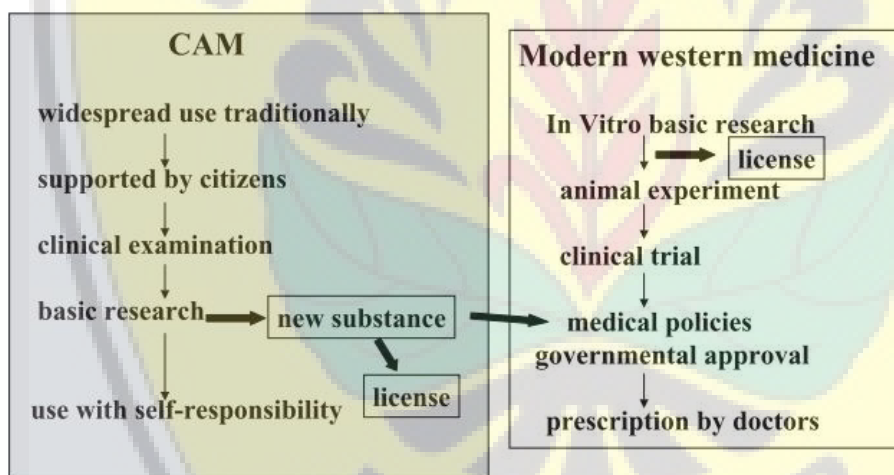 CAM
widespread use traditionally
supported by citizens
clinical examination
basic research
new substance
license
use with self-responsibility
Modern western medicine
In Vitro basic research
license
animal experiment
clinical trial
medical policies
governmental approval
prescription by doctors